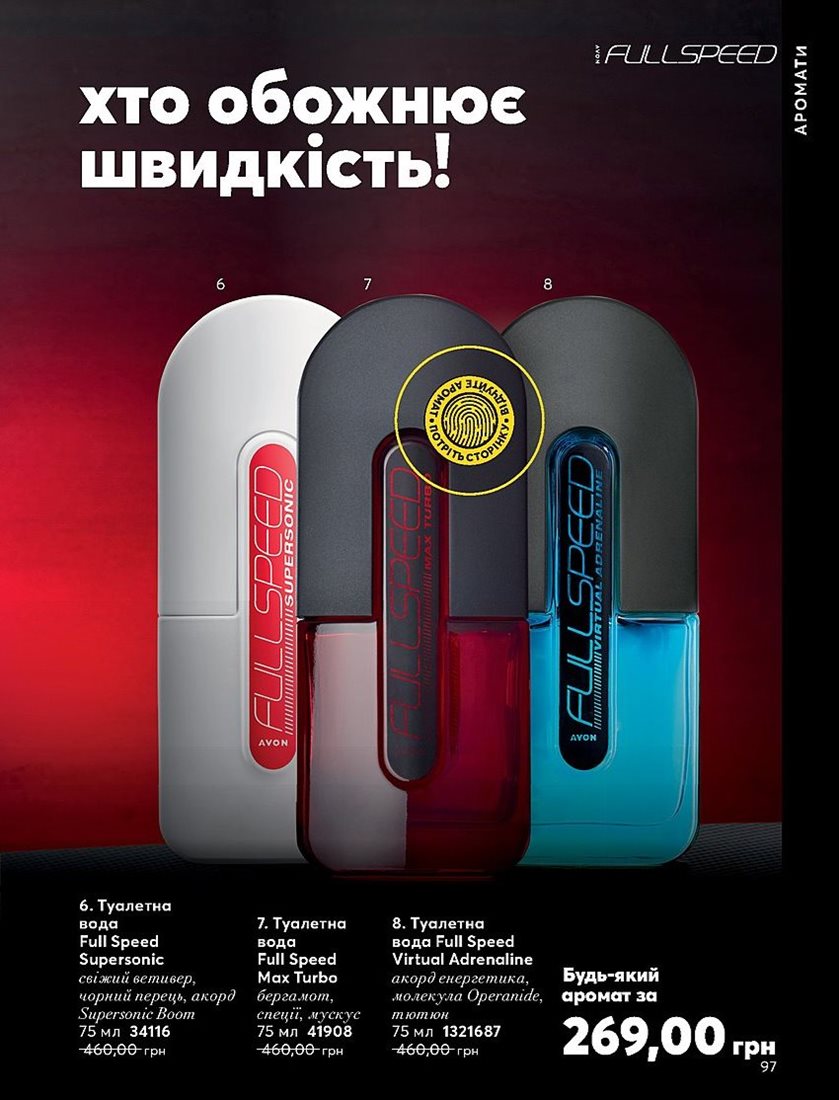 AVON FULLSPEED
АРОМАТИ
хто обожнює
швидкість!
6
7
8
ВІДЧУЙТЕ АРОМАТ • ПОТРІТЬ СТОРІНКУ •
FULLSPEED
SUPERSONIC
AVON
FULLSPEED
MAX TURBO
FULLSPEED
VIRTUAL ADRENALINE
AVON
6. Туалетна
вода
Full Speed
Supersonic
свіжий ветивер,
чорний перець, акорд
Supersonic Boom
75 мл 34116
460,00 грн
7. Туалетна
вода
Full Speed
Max Turbo
бергамот,
спеції, мускус
75 мл 41908
460,00 грн
8. Туалетна
вода Full Speed
Virtual Adrenaline
акорд енергетика,
молекула Operanide,
тютюн
75 мл 1321687
460,00 грн
Будь-який
аромат за
269,00 грн
97